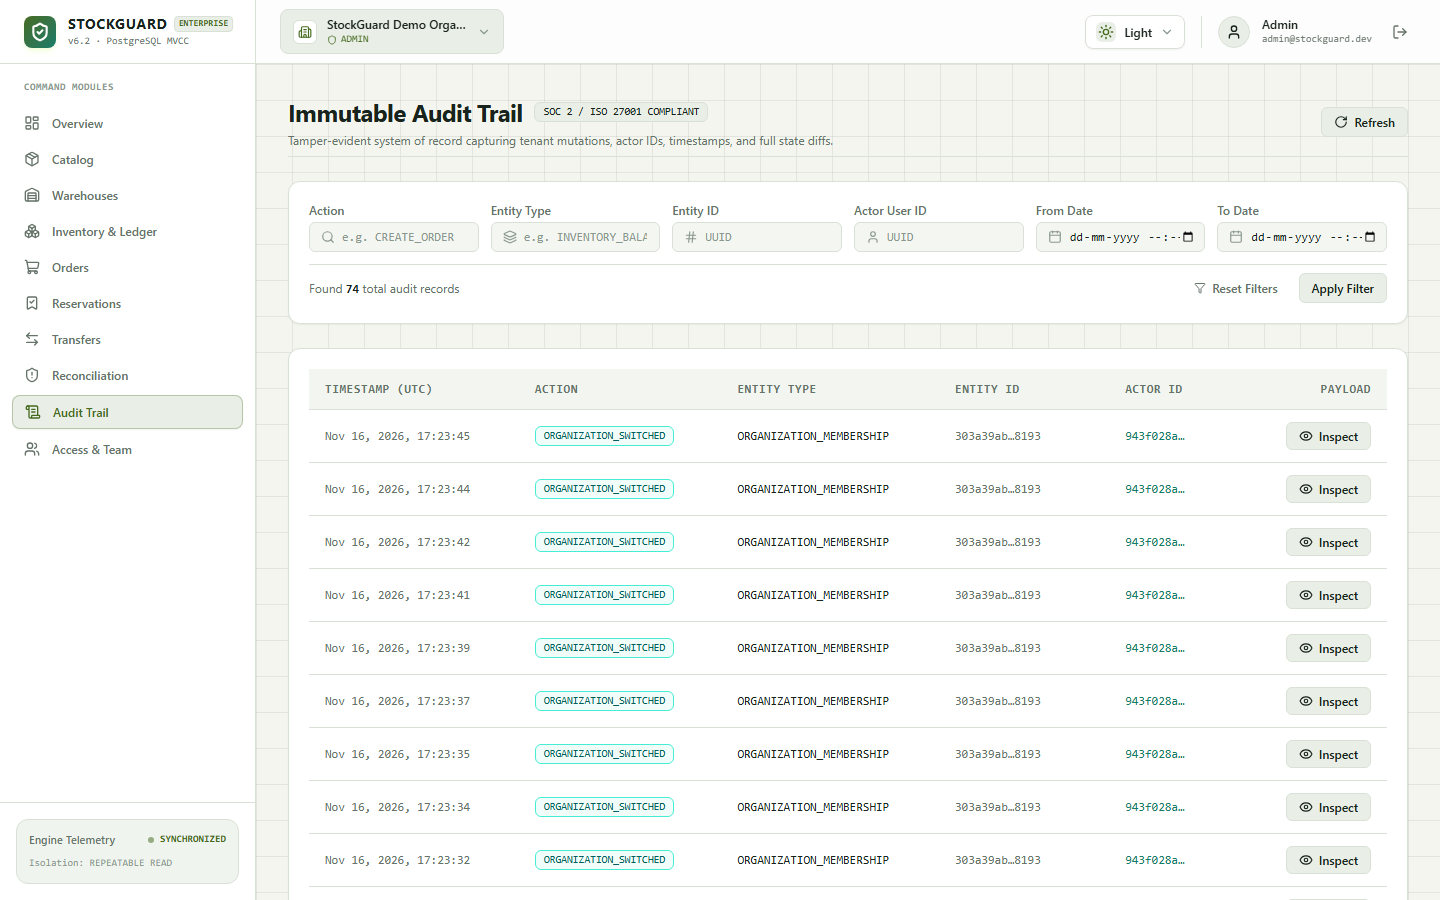 STOCKGUARD ENTERPRISE
v6.2 · PostgreSQL MVCC
StockGuard Demo Orga...
ADMIN
Light
Admin
admin@stockguard.dev
COMMAND MODULES
Overview
Catalog
Warehouses
Inventory & Ledger
Orders
Reservations
Transfers
Reconciliation
Audit Trail
Access & Team
Engine Telemetry SYNCHRONIZED
Isolation: REPEATABLE READ
Immutable Audit Trail SOC 2 / ISO 27001 COMPLIANT
Tamper-evident system of record capturing tenant mutations, actor IDs, timestamps, and full state diffs.
Refresh
Action Entity Type Entity ID Actor User ID From Date To Date
e.g. CREATE_ORDER e.g. INVENTORY_BALA UUID UUID dd-mm-yyyy --:-- dd-mm-yyyy --:--
Found 74 total audit records Reset Filters Apply Filter
TIMESTAMP (UTC) ACTION ENTITY TYPE ENTITY ID ACTOR ID PAYLOAD
Nov 16, 2026, 17:23:45 ORGANIZATION_SWITCHED ORGANIZATION_MEMBERSHIP 303a39ab…8193 943f028a… Inspect
Nov 16, 2026, 17:23:44 ORGANIZATION_SWITCHED ORGANIZATION_MEMBERSHIP 303a39ab…8193 943f028a… Inspect
Nov 16, 2026, 17:23:42 ORGANIZATION_SWITCHED ORGANIZATION_MEMBERSHIP 303a39ab…8193 943f028a… Inspect
Nov 16, 2026, 17:23:41 ORGANIZATION_SWITCHED ORGANIZATION_MEMBERSHIP 303a39ab…8193 943f028a… Inspect
Nov 16, 2026, 17:23:39 ORGANIZATION_SWITCHED ORGANIZATION_MEMBERSHIP 303a39ab…8193 943f028a… Inspect
Nov 16, 2026, 17:23:37 ORGANIZATION_SWITCHED ORGANIZATION_MEMBERSHIP 303a39ab…8193 943f028a… Inspect
Nov 16, 2026, 17:23:35 ORGANIZATION_SWITCHED ORGANIZATION_MEMBERSHIP 303a39ab…8193 943f028a… Inspect
Nov 16, 2026, 17:23:34 ORGANIZATION_SWITCHED ORGANIZATION_MEMBERSHIP 303a39ab…8193 943f028a… Inspect
Nov 16, 2026, 17:23:32 ORGANIZATION_SWITCHED ORGANIZATION_MEMBERSHIP 303a39ab…8193 943f028a… Inspect